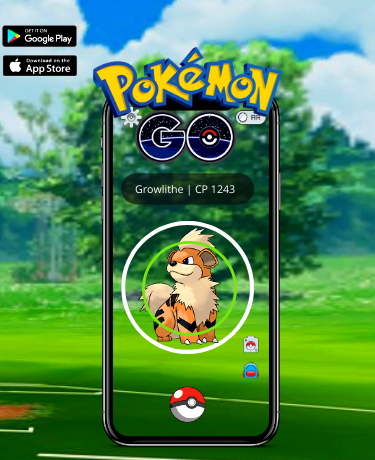 GET IT ON
Google Play
Download on the
App Store
POKÉMON
GO
AR
Growlithe | CP 1243